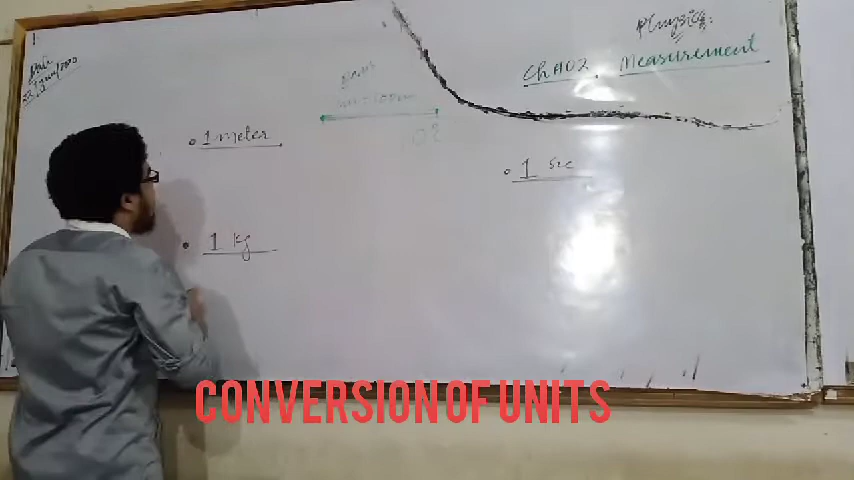 Physics:
Ch#02. Measurement
• 1 meter
• 1 sec
• 1 kg
CONVERSION OF UNITS